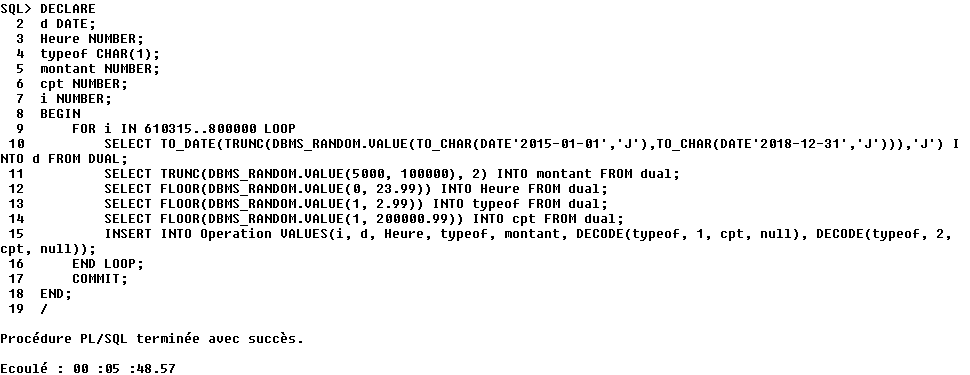 SQL> DECLARE
  2  d DATE;
  3  Heure NUMBER;
  4  typeof CHAR(1);
  5  montant NUMBER;
  6  cpt NUMBER;
  7  i NUMBER;
  8  BEGIN
  9      FOR i IN 610315..800000 LOOP
 10          SELECT TO_DATE(TRUNC(DBMS_RANDOM.VALUE(TO_CHAR(DATE'2015-01-01','J'),TO_CHAR(DATE'2018-12-31','J'))),'J') I
NTO d FROM DUAL;
 11          SELECT TRUNC(DBMS_RANDOM.VALUE(5000, 100000), 2) INTO montant FROM dual;
 12          SELECT FLOOR(DBMS_RANDOM.VALUE(0, 23.99)) INTO Heure FROM dual;
 13          SELECT FLOOR(DBMS_RANDOM.VALUE(1, 2.99)) INTO typeof FROM dual;
 14          SELECT FLOOR(DBMS_RANDOM.VALUE(1, 200000.99)) INTO cpt FROM dual;
 15          INSERT INTO Operation VALUES(i, d, Heure, typeof, montant, DECODE(typeof, 1, cpt, null), DECODE(typeof, 2,
cpt, null));
 16      END LOOP;
 17      COMMIT;
 18  END;
 19  /
Procédure PL/SQL terminée avec succès.
Ecoulé : 00 :05 :48.57